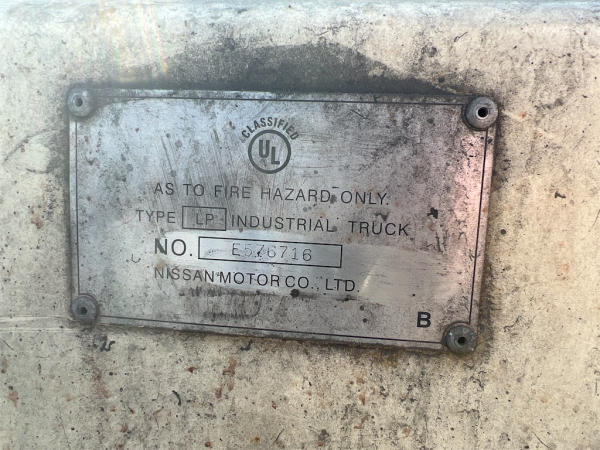 CLASSIFIED
UL
AS TO FIRE HAZARD ONLY.
TYPE LP INDUSTRIAL TRUCK
NO. E576716
NISSAN MOTOR CO., LTD.
B